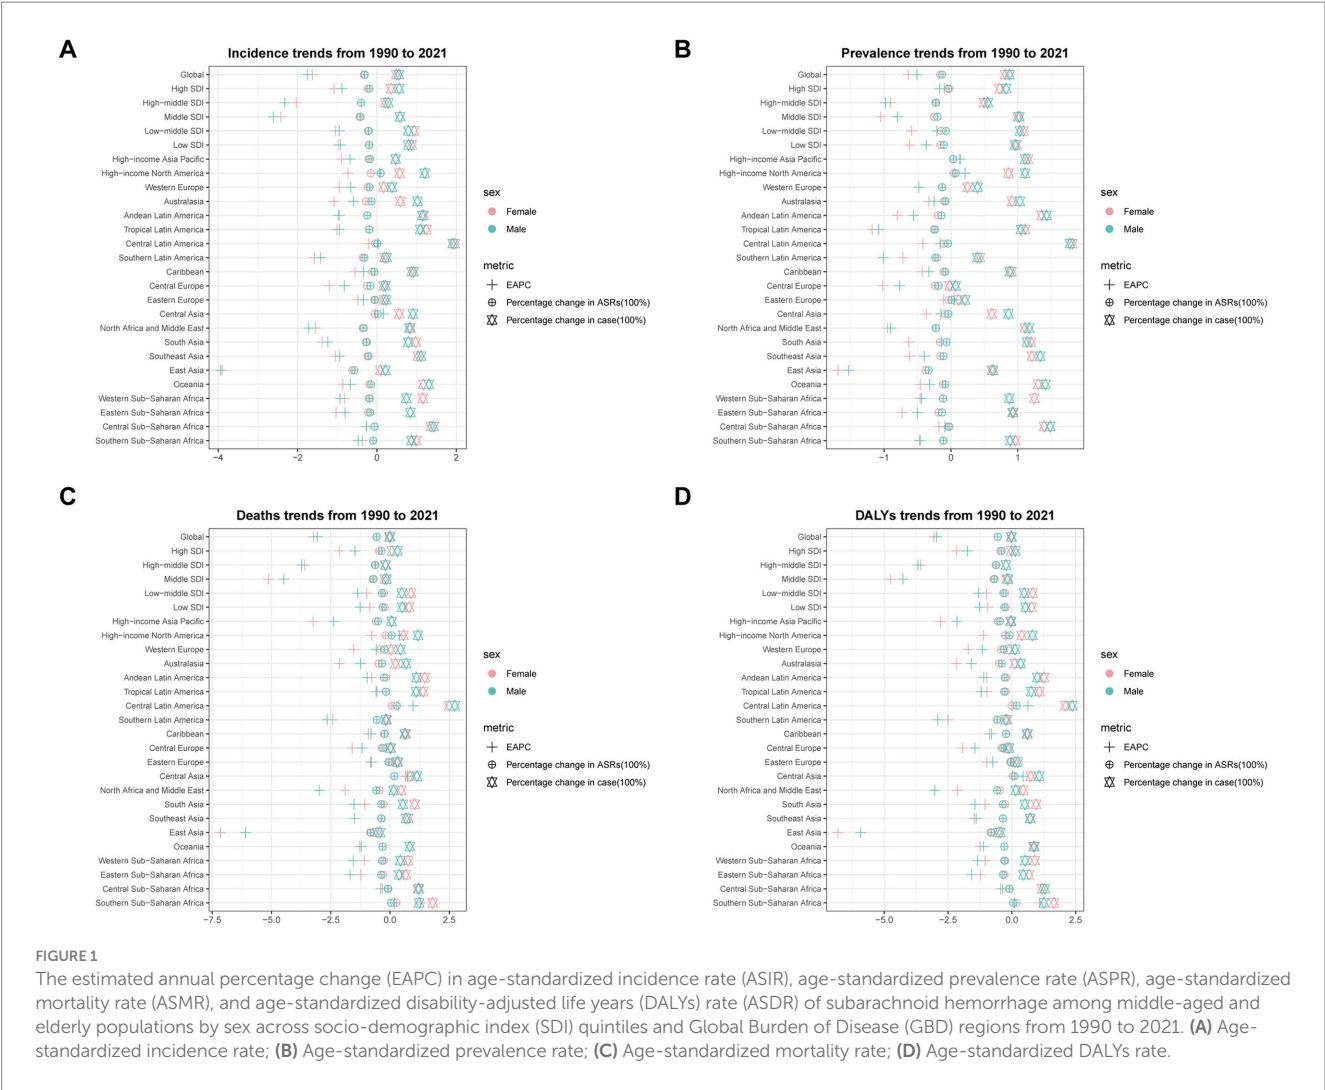 A
Incidence trends from 1990 to 2021
Global
High SDI
High−middle SDI
Middle SDI
Low−middle SDI
Low SDI
High−income Asia Pacific
High−income North America
Western Europe
Australasia
Andean Latin America
Tropical Latin America
Central Latin America
Southern Latin America
Caribbean
Central Europe
Eastern Europe
Central Asia
North Africa and Middle East
South Asia
Southeast Asia
East Asia
Oceania
Western Sub−Saharan Africa
Eastern Sub−Saharan Africa
Central Sub−Saharan Africa
Southern Sub−Saharan Africa
−4 −2 0 2
sex
Female
Male
metric
EAPC
Percentage change in ASRs(100%)
Percentage change in case(100%)
B
Prevalence trends from 1990 to 2021
Global
High SDI
High−middle SDI
Middle SDI
Low−middle SDI
Low SDI
High−income Asia Pacific
High−income North America
Western Europe
Australasia
Andean Latin America
Tropical Latin America
Central Latin America
Southern Latin America
Caribbean
Central Europe
Eastern Europe
Central Asia
North Africa and Middle East
South Asia
Southeast Asia
East Asia
Oceania
Western Sub−Saharan Africa
Eastern Sub−Saharan Africa
Central Sub−Saharan Africa
Southern Sub−Saharan Africa
−1 0 1
sex
Female
Male
metric
EAPC
Percentage change in ASRs(100%)
Percentage change in case(100%)
C
Deaths trends from 1990 to 2021
Global
High SDI
High−middle SDI
Middle SDI
Low−middle SDI
Low SDI
High−income Asia Pacific
High−income North America
Western Europe
Australasia
Andean Latin America
Tropical Latin America
Central Latin America
Southern Latin America
Caribbean
Central Europe
Eastern Europe
Central Asia
North Africa and Middle East
South Asia
Southeast Asia
East Asia
Oceania
Western Sub−Saharan Africa
Eastern Sub−Saharan Africa
Central Sub−Saharan Africa
Southern Sub−Saharan Africa
−7.5 −5.0 −2.5 0.0 2.5
sex
Female
Male
metric
EAPC
Percentage change in ASRs(100%)
Percentage change in case(100%)
D
DALYs trends from 1990 to 2021
Global
High SDI
High−middle SDI
Middle SDI
Low−middle SDI
Low SDI
High−income Asia Pacific
High−income North America
Western Europe
Australasia
Andean Latin America
Tropical Latin America
Central Latin America
Southern Latin America
Caribbean
Central Europe
Eastern Europe
Central Asia
North Africa and Middle East
South Asia
Southeast Asia
East Asia
Oceania
Western Sub−Saharan Africa
Eastern Sub−Saharan Africa
Central Sub−Saharan Africa
Southern Sub−Saharan Africa
−5.0 −2.5 0.0 2.5
sex
Female
Male
metric
EAPC
Percentage change in ASRs(100%)
Percentage change in case(100%)
FIGURE 1
The estimated annual percentage change (EAPC) in age-standardized incidence rate (ASIR), age-standardized prevalence rate (ASPR), age-standardized
mortality rate (ASMR), and age-standardized disability-adjusted life years (DALYs) rate (ASDR) of subarachnoid hemorrhage among middle-aged and
elderly populations by sex across socio-demographic index (SDI) quintiles and Global Burden of Disease (GBD) regions from 1990 to 2021. (A) Age-
standardized incidence rate; (B) Age-standardized prevalence rate; (C) Age-standardized mortality rate; (D) Age-standardized DALYs rate.